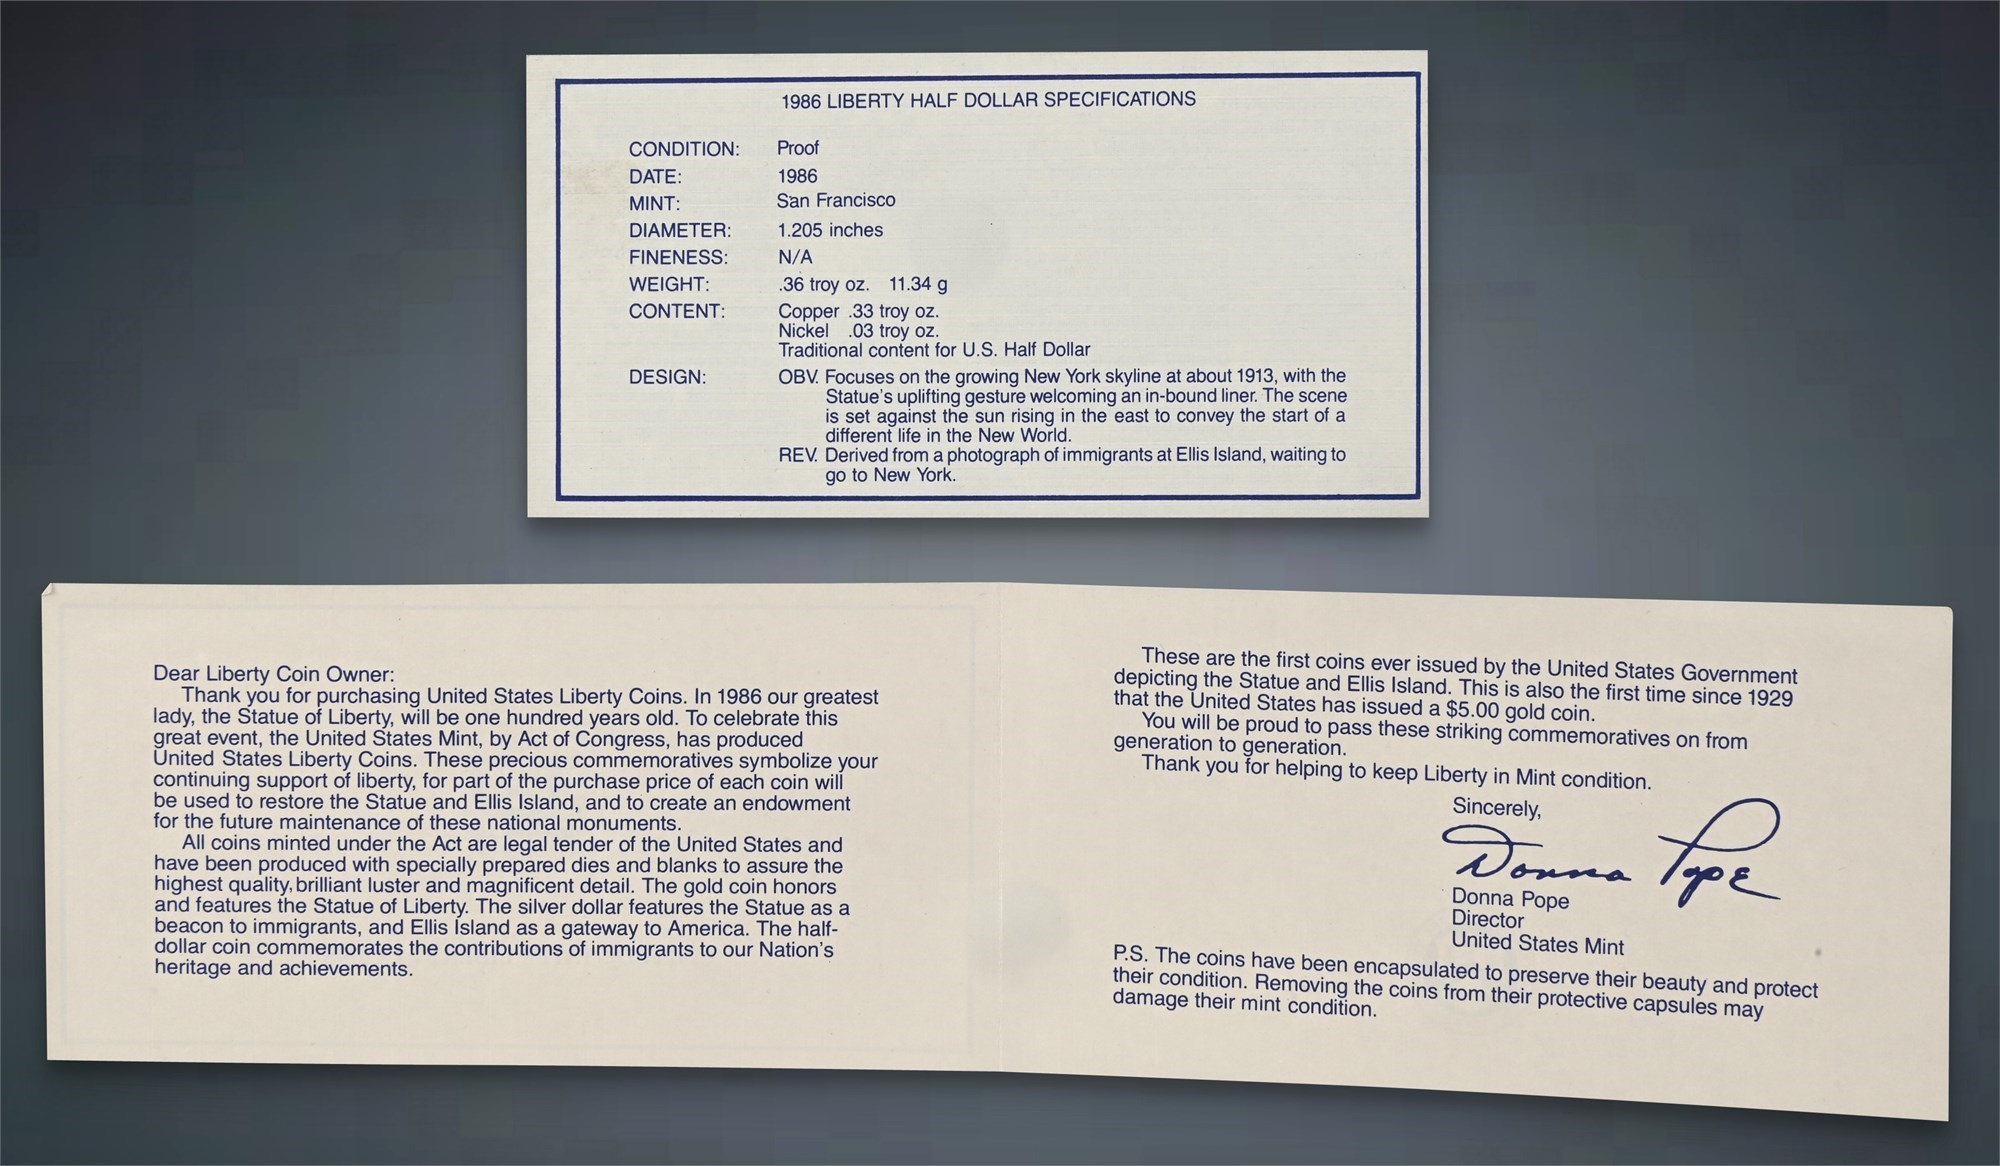 1986 LIBERTY HALF DOLLAR SPECIFICATIONS
CONDITION: Proof
DATE: 1986
MINT: San Francisco
DIAMETER: 1.205 inches
FINENESS: N/A
WEIGHT: .36 troy oz. 11.34 g
CONTENT: Copper .33 troy oz.
Nickel .03 troy oz.
Traditional content for U.S. Half Dollar
DESIGN: OBV. Focuses on the growing New York skyline at about 1913, with the
Statue's uplifting gesture welcoming an in-bound liner. The scene
is set against the sun rising in the east to convey the start of a
different life in the New World.
REV. Derived from a photograph of immigrants at Ellis Island, waiting to
go to New York.
Dear Liberty Coin Owner:
Thank you for purchasing United States Liberty Coins. In 1986 our greatest
lady, the Statue of Liberty, will be one hundred years old. To celebrate this
great event, the United States Mint, by Act of Congress, has produced
United States Liberty Coins. These precious commemoratives symbolize your
continuing support of liberty, for part of the purchase price of each coin will
be used to restore the Statue and Ellis Island, and to create an endowment
for the future maintenance of these national monuments.
All coins minted under the Act are legal tender of the United States and
have been produced with specially prepared dies and blanks to assure the
highest quality, brilliant luster and magnificent detail. The gold coin honors
and features the Statue of Liberty. The silver dollar features the Statue as a
beacon to immigrants, and Ellis Island as a gateway to America. The half-
dollar coin commemorates the contributions of immigrants to our Nation's
heritage and achievements.
These are the first coins ever issued by the United States Government
depicting the Statue and Ellis Island. This is also the first time since 1929
that the United States has issued a $5.00 gold coin.
You will be proud to pass these striking commemoratives on from
generation to generation.
Thank you for helping to keep Liberty in Mint condition.
Sincerely,
Donna Pope
Donna Pope
Director
United States Mint
P.S. The coins have been encapsulated to preserve their beauty and protect
their condition. Removing the coins from their protective capsules may
damage their mint condition.